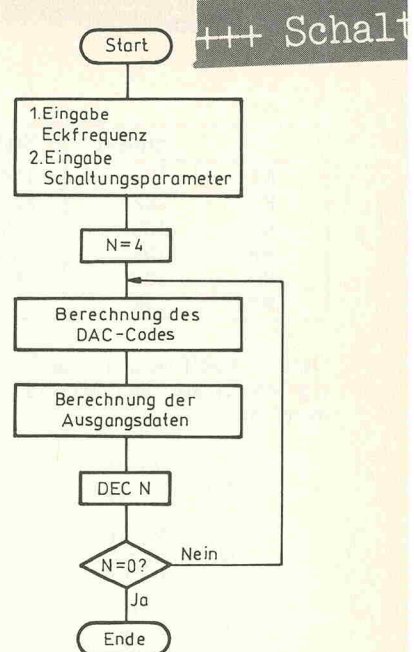 +++ Schalt
Start
1.Eingabe
Eckfrequenz
2.Eingabe
Schaltungsparameter
N=4
Berechnung des
DAC-Codes
Berechnung der
Ausgangsdaten
DEC N
N=0?
Nein
Ja
Ende